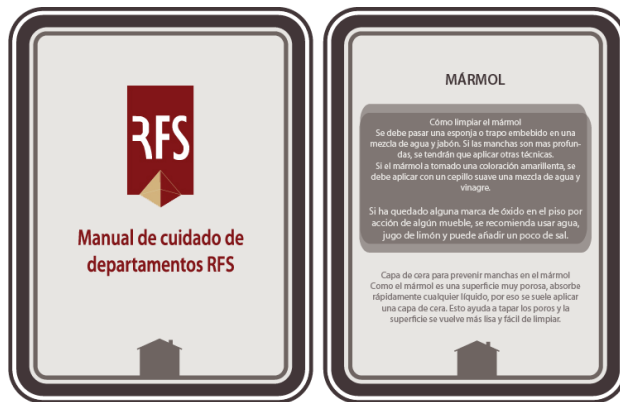 RFS
Manual de cuidado de
departamentos RFS
MÁRMOL
Cómo limpiar el mármol
Se debe pasar una esponja o trapo embebido en una
mezcla de agua y jabón. Si las manchas son mas profun-
das, se tendrán que aplicar otras técnicas.
Si el mármol a tomado una coloración amarillenta, se
debe aplicar con un cepillo suave una mezcla de agua y
vinagre.
Si ha quedado alguna marca de óxido en el piso por
acción de algún mueble, se recomienda usar agua,
jugo de limón y puede añadir un poco de sal.
Capa de cera para prevenir manchas en el mármol
Como el mármol es una superficie muy porosa, absorbe
rápidamente cualquier líquido, por eso se suele aplicar
una capa de cera. Esto ayuda a tapar los poros y la
superficie se vuelve más lisa y fácil de limpiar.